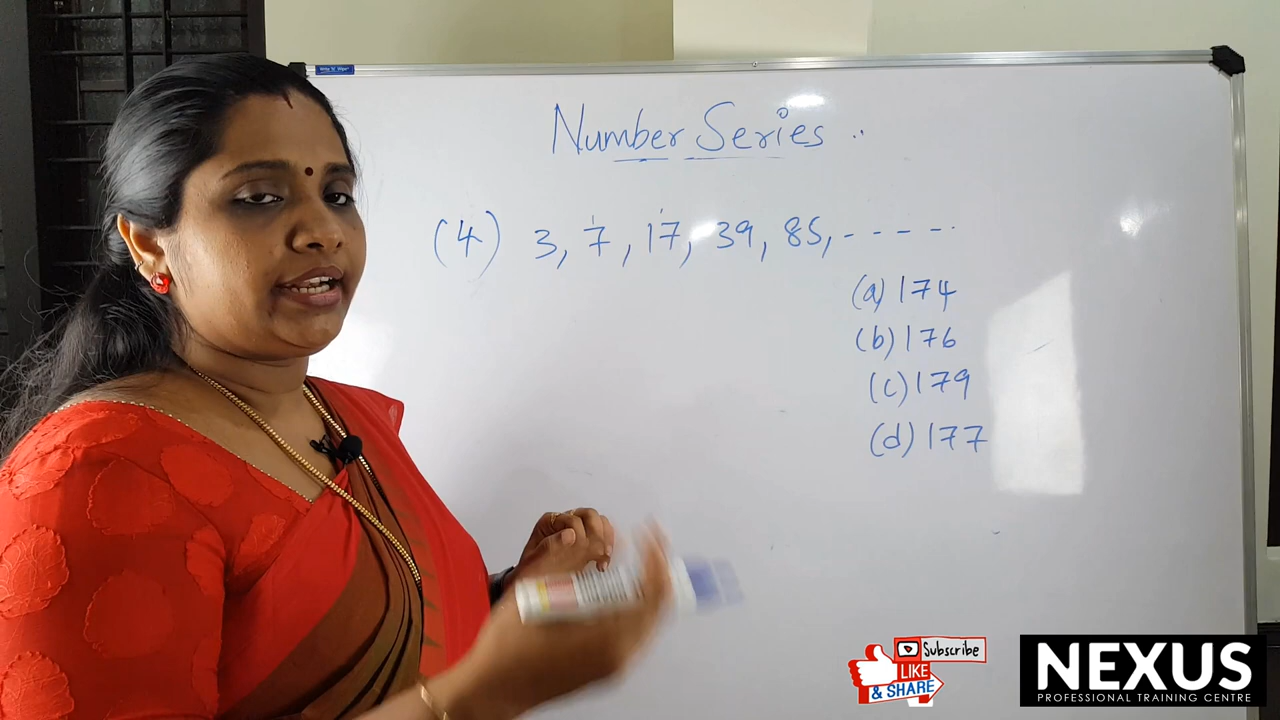 Number Series ..
(4) 3, 7, 17, 39, 85, -----
(a) 174
(b) 176
(c) 179
(d) 177
Subscribe
LIKE
& SHARE
NEXUS
PROFESSIONAL TRAINING CENTRE